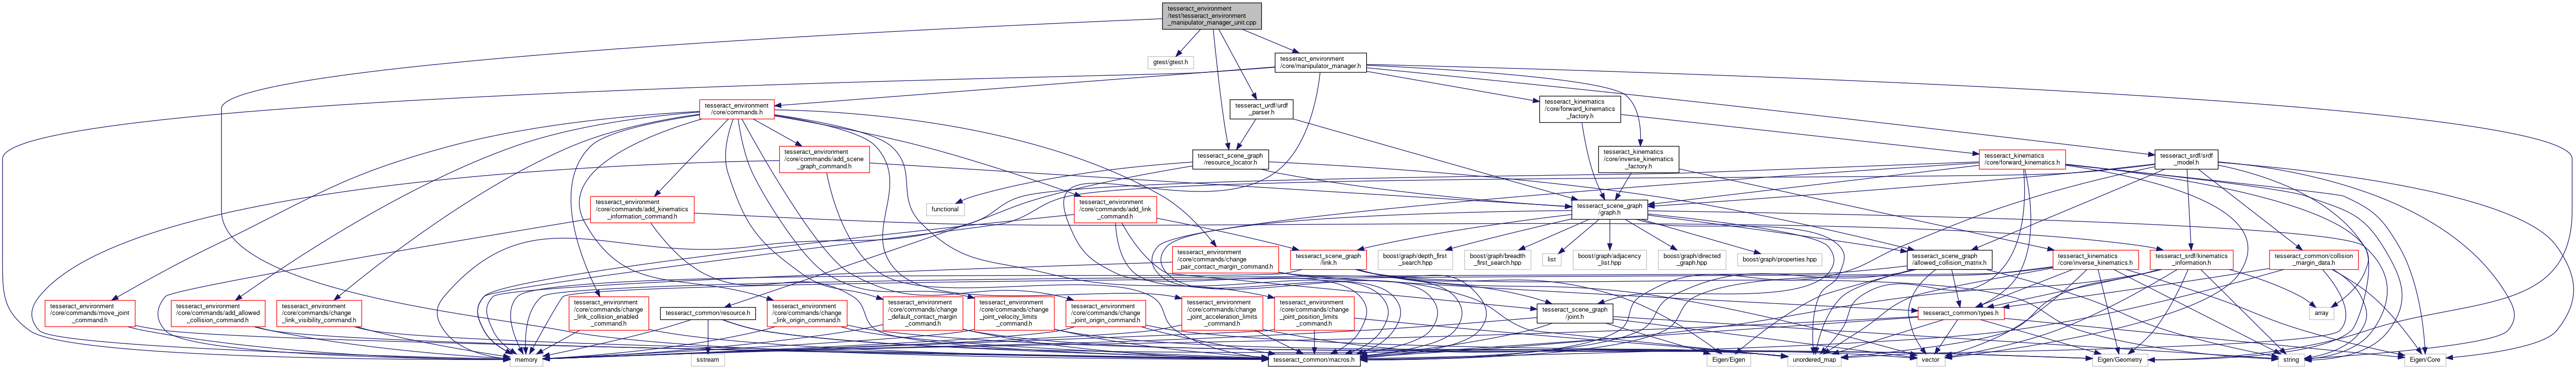 tesseract_environment
/test/tesseract_environment
_manipulator_manager_unit.cpp
gtest/gtest.h
tesseract_environment
/core/manipulator_manager.h
tesseract_environment
/core/commands.h
tesseract_urdf/urdf
_parser.h
tesseract_kinematics
/core/forward_kinematics
_factory.h
tesseract_environment
/core/commands/add_scene
_graph_command.h
tesseract_scene_graph
/resource_locator.h
tesseract_kinematics
/core/inverse_kinematics
_factory.h
tesseract_kinematics
/core/forward_kinematics.h
tesseract_srdf/srdf
_model.h
tesseract_environment
/core/commands/add_kinematics
_information_command.h
functional
tesseract_environment
/core/commands/add_link
_command.h
tesseract_scene_graph
/graph.h
tesseract_environment
/core/commands/change
_pair_contact_margin_command.h
tesseract_scene_graph
/link.h
boost/graph/depth_first
_search.hpp
boost/graph/breadth
_first_search.hpp
list
boost/graph/adjacency
_list.hpp
boost/graph/directed
_graph.hpp
boost/graph/properties.hpp
tesseract_scene_graph
/allowed_collision_matrix.h
tesseract_kinematics
/core/inverse_kinematics.h
tesseract_srdf/kinematics
_information.h
tesseract_common/collision
_margin_data.h
tesseract_environment
/core/commands/move_joint
_command.h
tesseract_environment
/core/commands/add_allowed
_collision_command.h
tesseract_environment
/core/commands/change
_link_visibility_command.h
tesseract_environment
/core/commands/change
_link_collision_enabled
_command.h
tesseract_common/resource.h
tesseract_environment
/core/commands/change
_link_origin_command.h
tesseract_environment
/core/commands/change
_default_contact_margin
_command.h
tesseract_environment
/core/commands/change
_joint_velocity_limits
_command.h
tesseract_environment
/core/commands/change
_joint_origin_command.h
tesseract_environment
/core/commands/change
_joint_acceleration_limits
_command.h
tesseract_environment
/core/commands/change
_joint_position_limits
_command.h
tesseract_scene_graph
/joint.h
tesseract_common/types.h
array
memory
sstream
tesseract_common/macros.h
Eigen/Eigen
unordered_map
vector
Eigen/Geometry
string
Eigen/Core